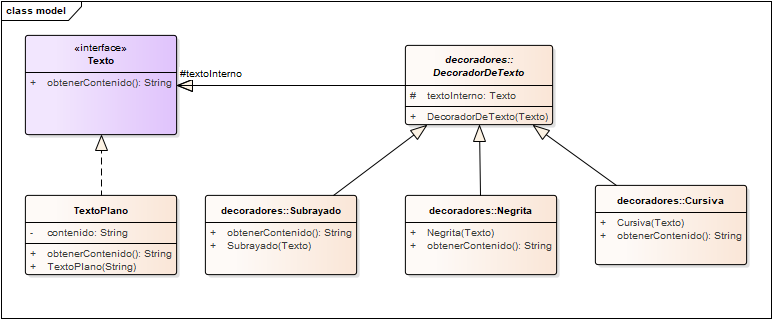 class model
«interface»
Texto
+ obtenerContenido(): String
#textoInterno
decoradores::
DecoradorDeTexto
# textoInterno: Texto
+ DecoradorDeTexto(Texto)
TextoPlano
- contenido: String
+ obtenerContenido(): String
+ TextoPlano(String)
decoradores::Subrayado
+ obtenerContenido(): String
+ Subrayado(Texto)
decoradores::Negrita
+ Negrita(Texto)
+ obtenerContenido(): String
decoradores::Cursiva
+ Cursiva(Texto)
+ obtenerContenido(): String